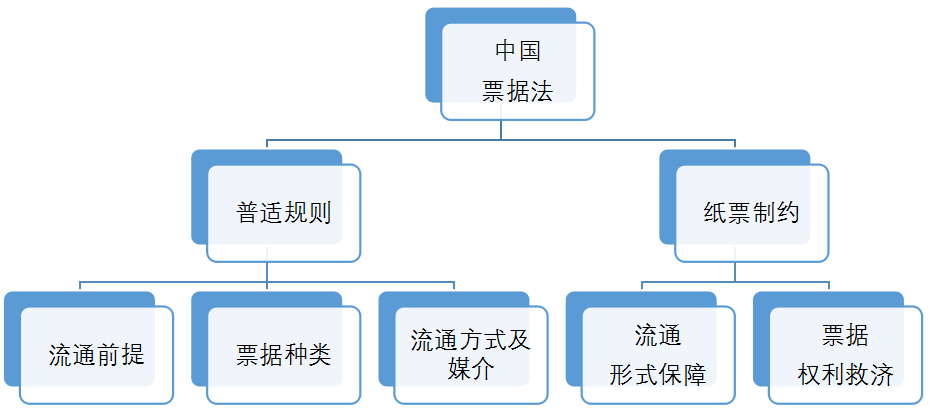 中国
票据法
普适规则
纸票制约
流通前提
票据种类
流通方式及
媒介
流通
形式保障
票据
权利救济